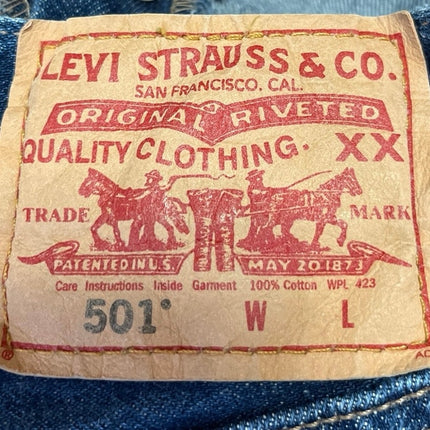 LEVI STRAUSS & CO.
SAN FRANCISCO, CAL.
ORIGINAL RIVETED
QUALITY CLOTHING. XX
TRADE MARK
PATENTED IN U.S. MAY 20 1873
Care Instructions Inside Garment 100% Cotton WPL 423
501° W L
®